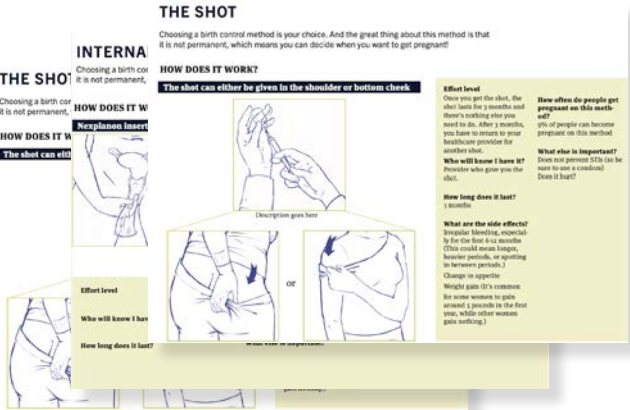 THE SHOT
Choosing a birth control method is your choice. And the great thing about this method is that
it is not permanent, which means you can decide when you want to get pregnant!
HOW DOES IT WORK?
The shot can either be given in the shoulder or bottom cheek
Description goes here
or
Effort level
Once you get the shot, the
shot lasts for 3 months and
there's nothing else you
need to do. After 3 months,
you have to return to your
healthcare provider for
another shot.
Who will know I have it?
Provider who gave you the
shot.
How long does it last?
3 months
What are the side effects?
Irregular bleeding, especial-
ly for the first 6-12 months
(This could mean longer,
heavier periods, or spotting
in between periods.)
Change in appetite
Weight gain (It's common
for some women to gain
around 5 pounds in the first
year, while other women
gain nothing.)
How often do people get
pregnant on this meth-
od?
9% of people can become
pregnant on this method
What else is important?
Does not prevent STIs (so be
sure to use a condom)
Does it hurt?
INTERNA
Choosing a birth co
it is not permanent,
HOW DOES IT W
Nexplanon insert
Effort level
Who will know I hav
How long does it last?
What else is important?
THE SHOT
Choosing a birth cor
it is not permanent,
HOW DOES IT W
The shot can eith